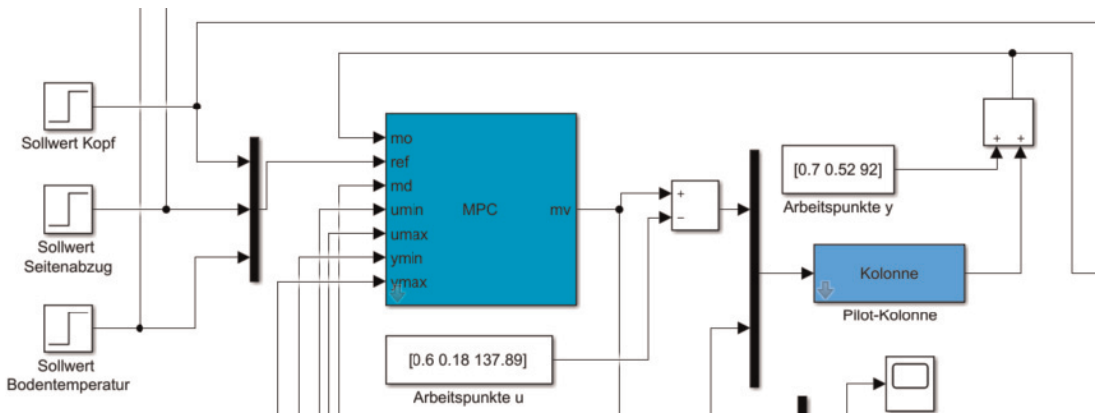 Sollwert Kopf
Sollwert
Seitenabzug
Sollwert
Bodentemperatur
mo
ref
md
umin
umax
ymin
ymax
MPC
mv
[0.6 0.18 137.89]
Arbeitspunkte u
+
−
[0.7 0.52 92]
Arbeitspunkte y
+ +
Kolonne
Pilot-Kolonne